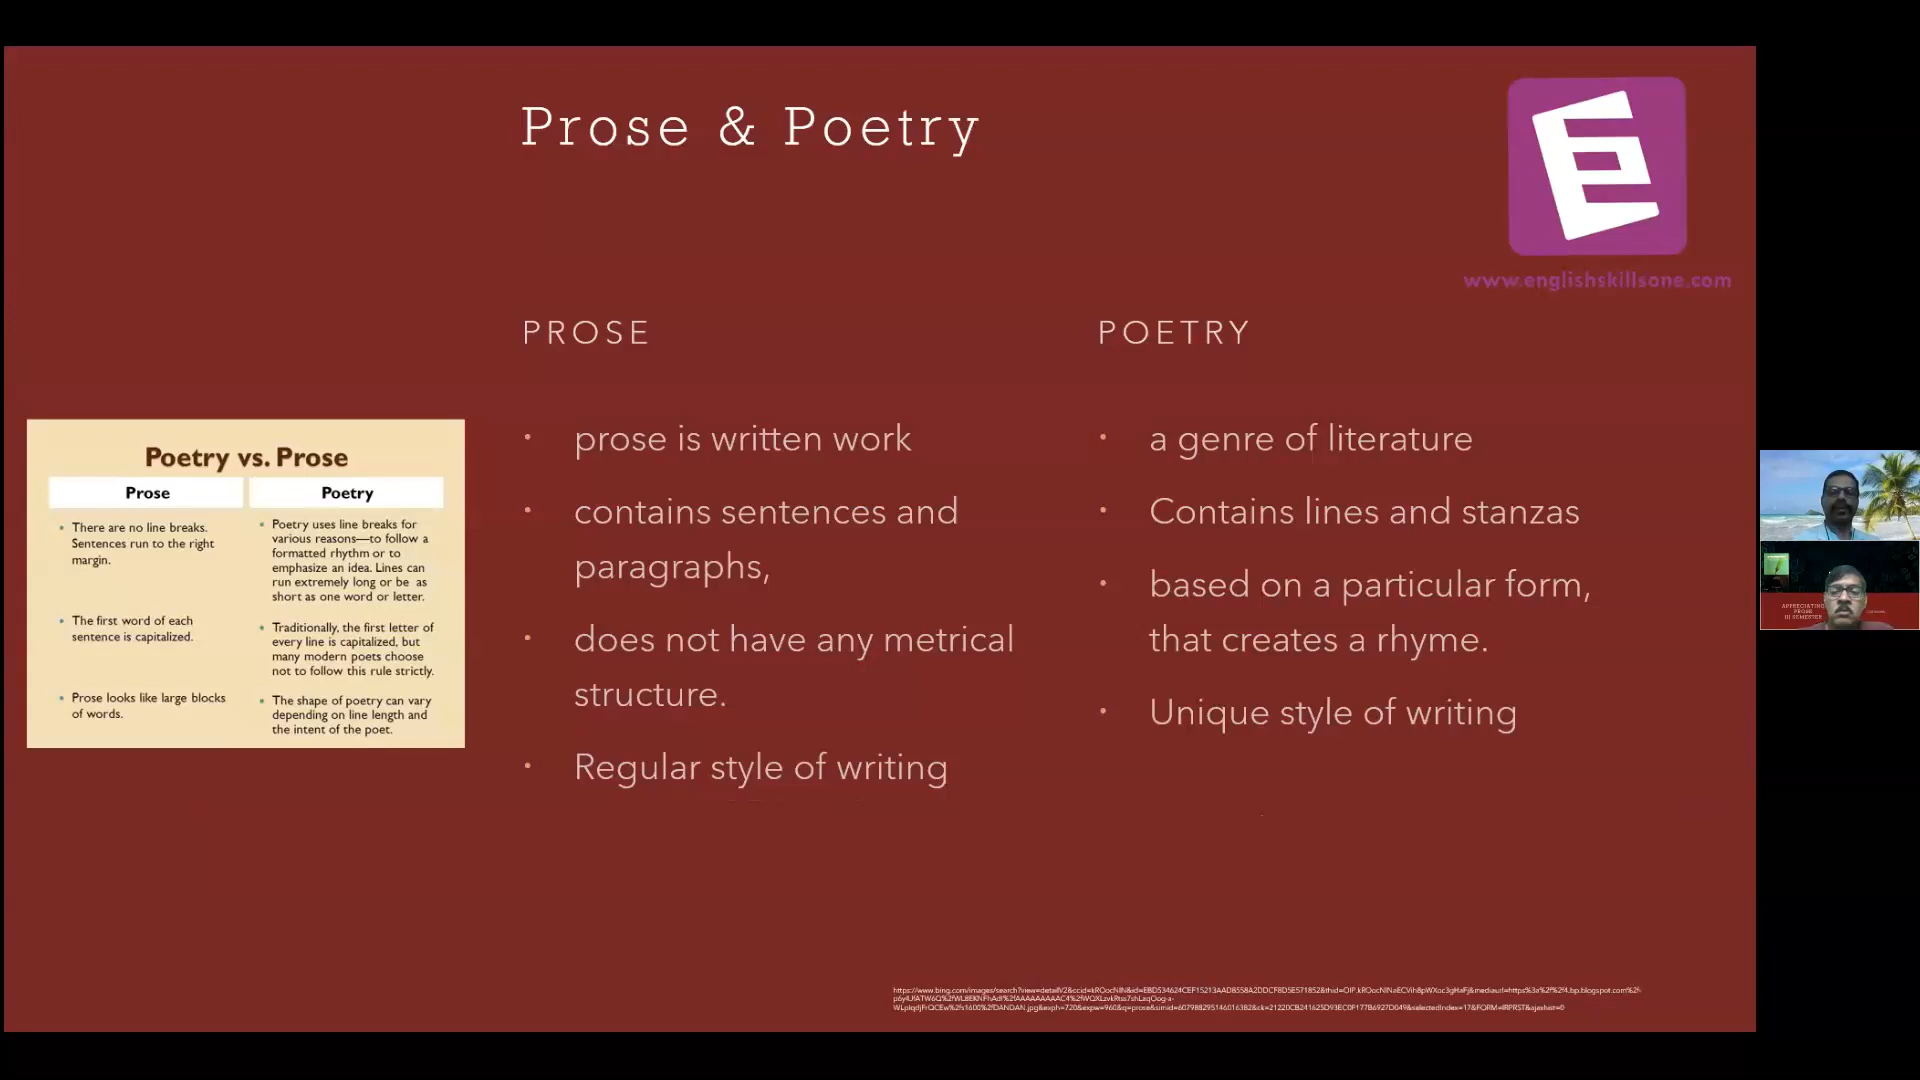 Prose & Poetry
www.englishskillsone.com
PROSE
prose is written work
contains sentences and
paragraphs,
does not have any metrical
structure.
Regular style of writing
POETRY
a genre of literature
Contains lines and stanzas
based on a particular form,
that creates a rhyme.
Unique style of writing
Poetry vs. Prose
Prose
There are no line breaks.
Sentences run to the right
margin.
The first word of each
sentence is capitalized.
Prose looks like large blocks
of words.
Poetry
Poetry uses line breaks for
various reasons—to follow a
formatted rhythm or to
emphasize an idea. Lines can
run extremely long or be as
short as one word or letter.
Traditionally, the first letter of
every line is capitalized, but
many modern poets choose
not to follow this rule strictly.
The shape of poetry can vary
depending on line length and
the intent of the poet.
APPRECIATING
PROSE
III SEMESTER